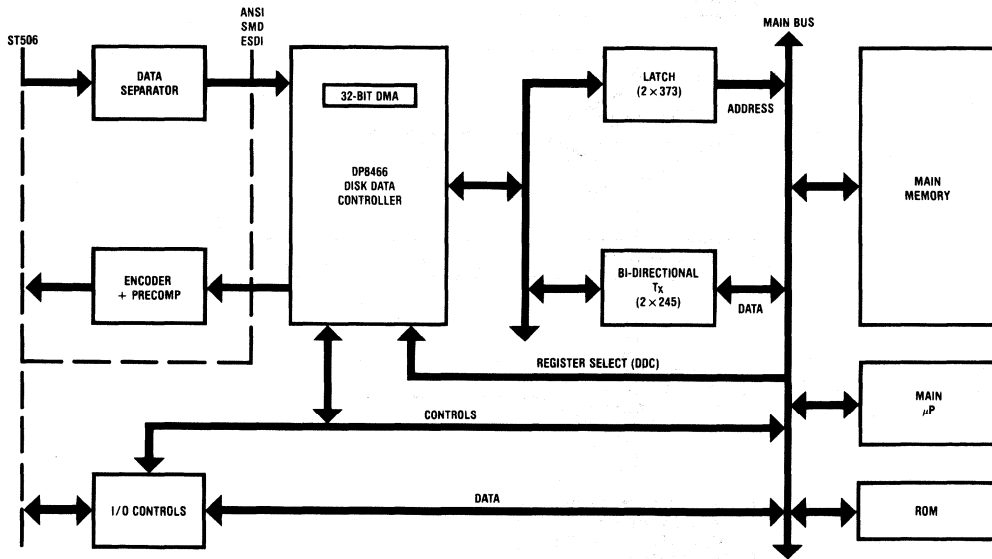 ST506
ANSI
SMD
ESDI
DATA
SEPARATOR
32-BIT DMA
DP8466
DISK DATA
CONTROLLER
ENCODER
+ PRECOMP
LATCH
(2 × 373)
ADDRESS
MAIN BUS
MAIN
MEMORY
BI-DIRECTIONAL
TX
(2 × 245)
DATA
REGISTER SELECT (DDC)
MAIN
μP
CONTROLS
I/O CONTROLS
DATA
ROM